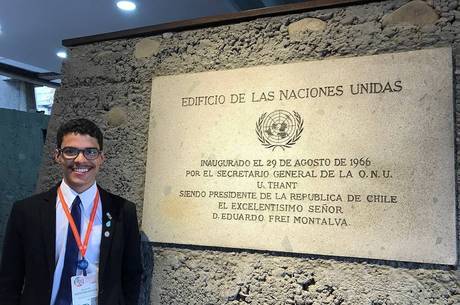 EDIFICIO DE LAS NACIONES UNIDAS
INAUGURADO EL 29 DE AGOSTO DE 1966
POR EL SECRETARIO GENERAL DE LA O.N.U.
U. THANT
SIENDO PRESIDENTE DE LA REPUBLICA DE CHILE
EL EXCELENTISIMO SEÑOR
D. EDUARDO FREI MONTALVA.